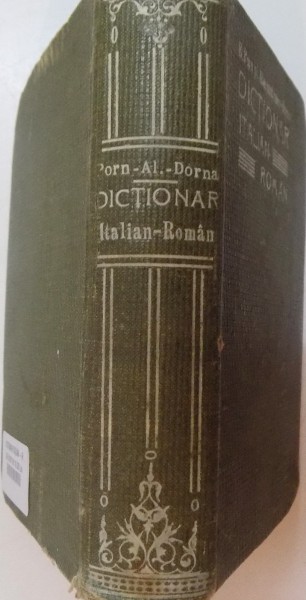 Porn-Al.-Dorna
DICTIONAR
Italian-Român
DICTIONAR
ITALIAN
ROMÂN